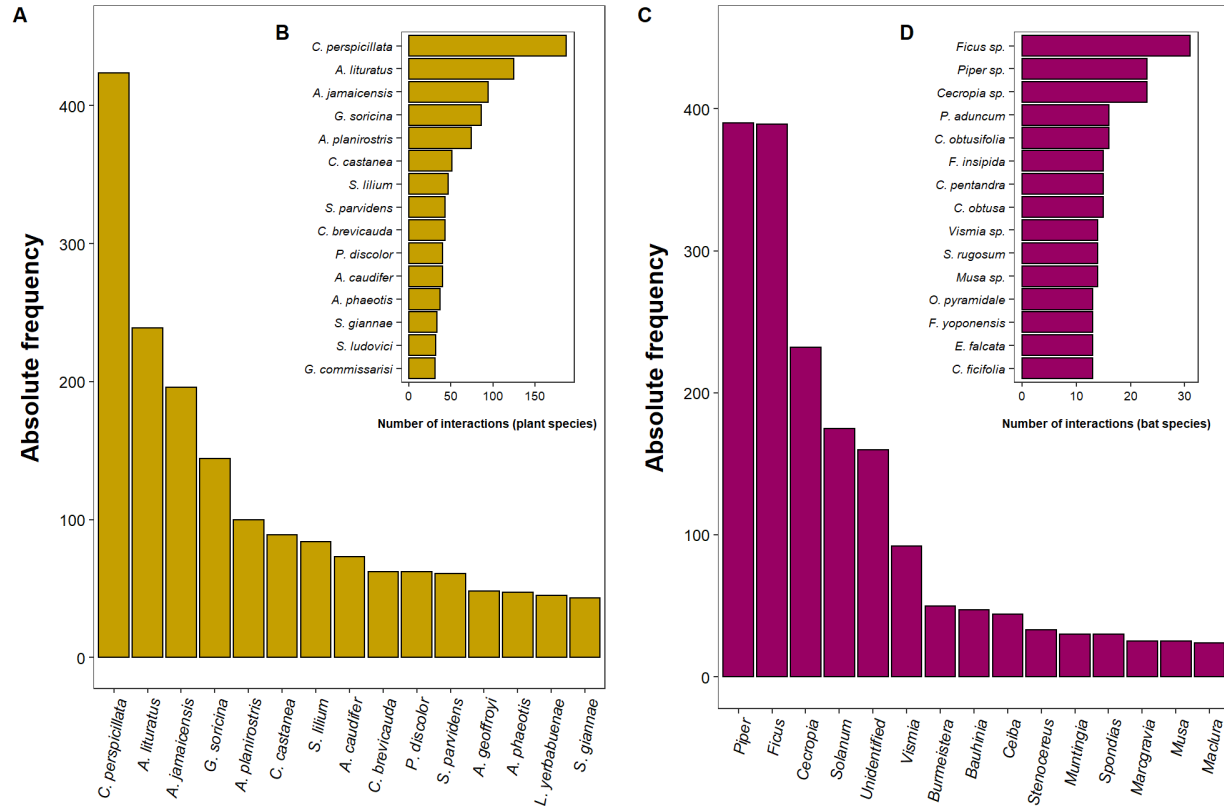 A
Absolute frequency
400
300
200
100
0
C. perspicillata
A. lituratus
A. jamaicensis
G. soricina
A. planirostris
C. castanea
S. lilium
A. caudifer
C. brevicauda
P. discolor
S. parvidens
A. geoffroyi
A. phaeotis
L. yerbabuenae
S. giannae
B
C. perspicillata
A. lituratus
A. jamaicensis
G. soricina
A. planirostris
C. castanea
S. lilium
S. parvidens
C. brevicauda
P. discolor
A. caudifer
A. phaeotis
S. giannae
S. ludovici
G. commissarisi
0 50 100 150
Number of interactions (plant species)
C
Absolute frequency
400
300
200
100
0
Piper
Ficus
Cecropia
Solanum
Unidentified
Vismia
Burmeistera
Bauhinia
Ceiba
Stenocereus
Muntingia
Spondias
Marcgravia
Musa
Maclura
D
Ficus sp.
Piper sp.
Cecropia sp.
P. aduncum
C. obtusifolia
F. insipida
C. pentandra
C. obtusa
Vismia sp.
S. rugosum
Musa sp.
O. pyramidale
F. yoponensis
E. falcata
C. ficifolia
0 10 20 30
Number of interactions (bat species)